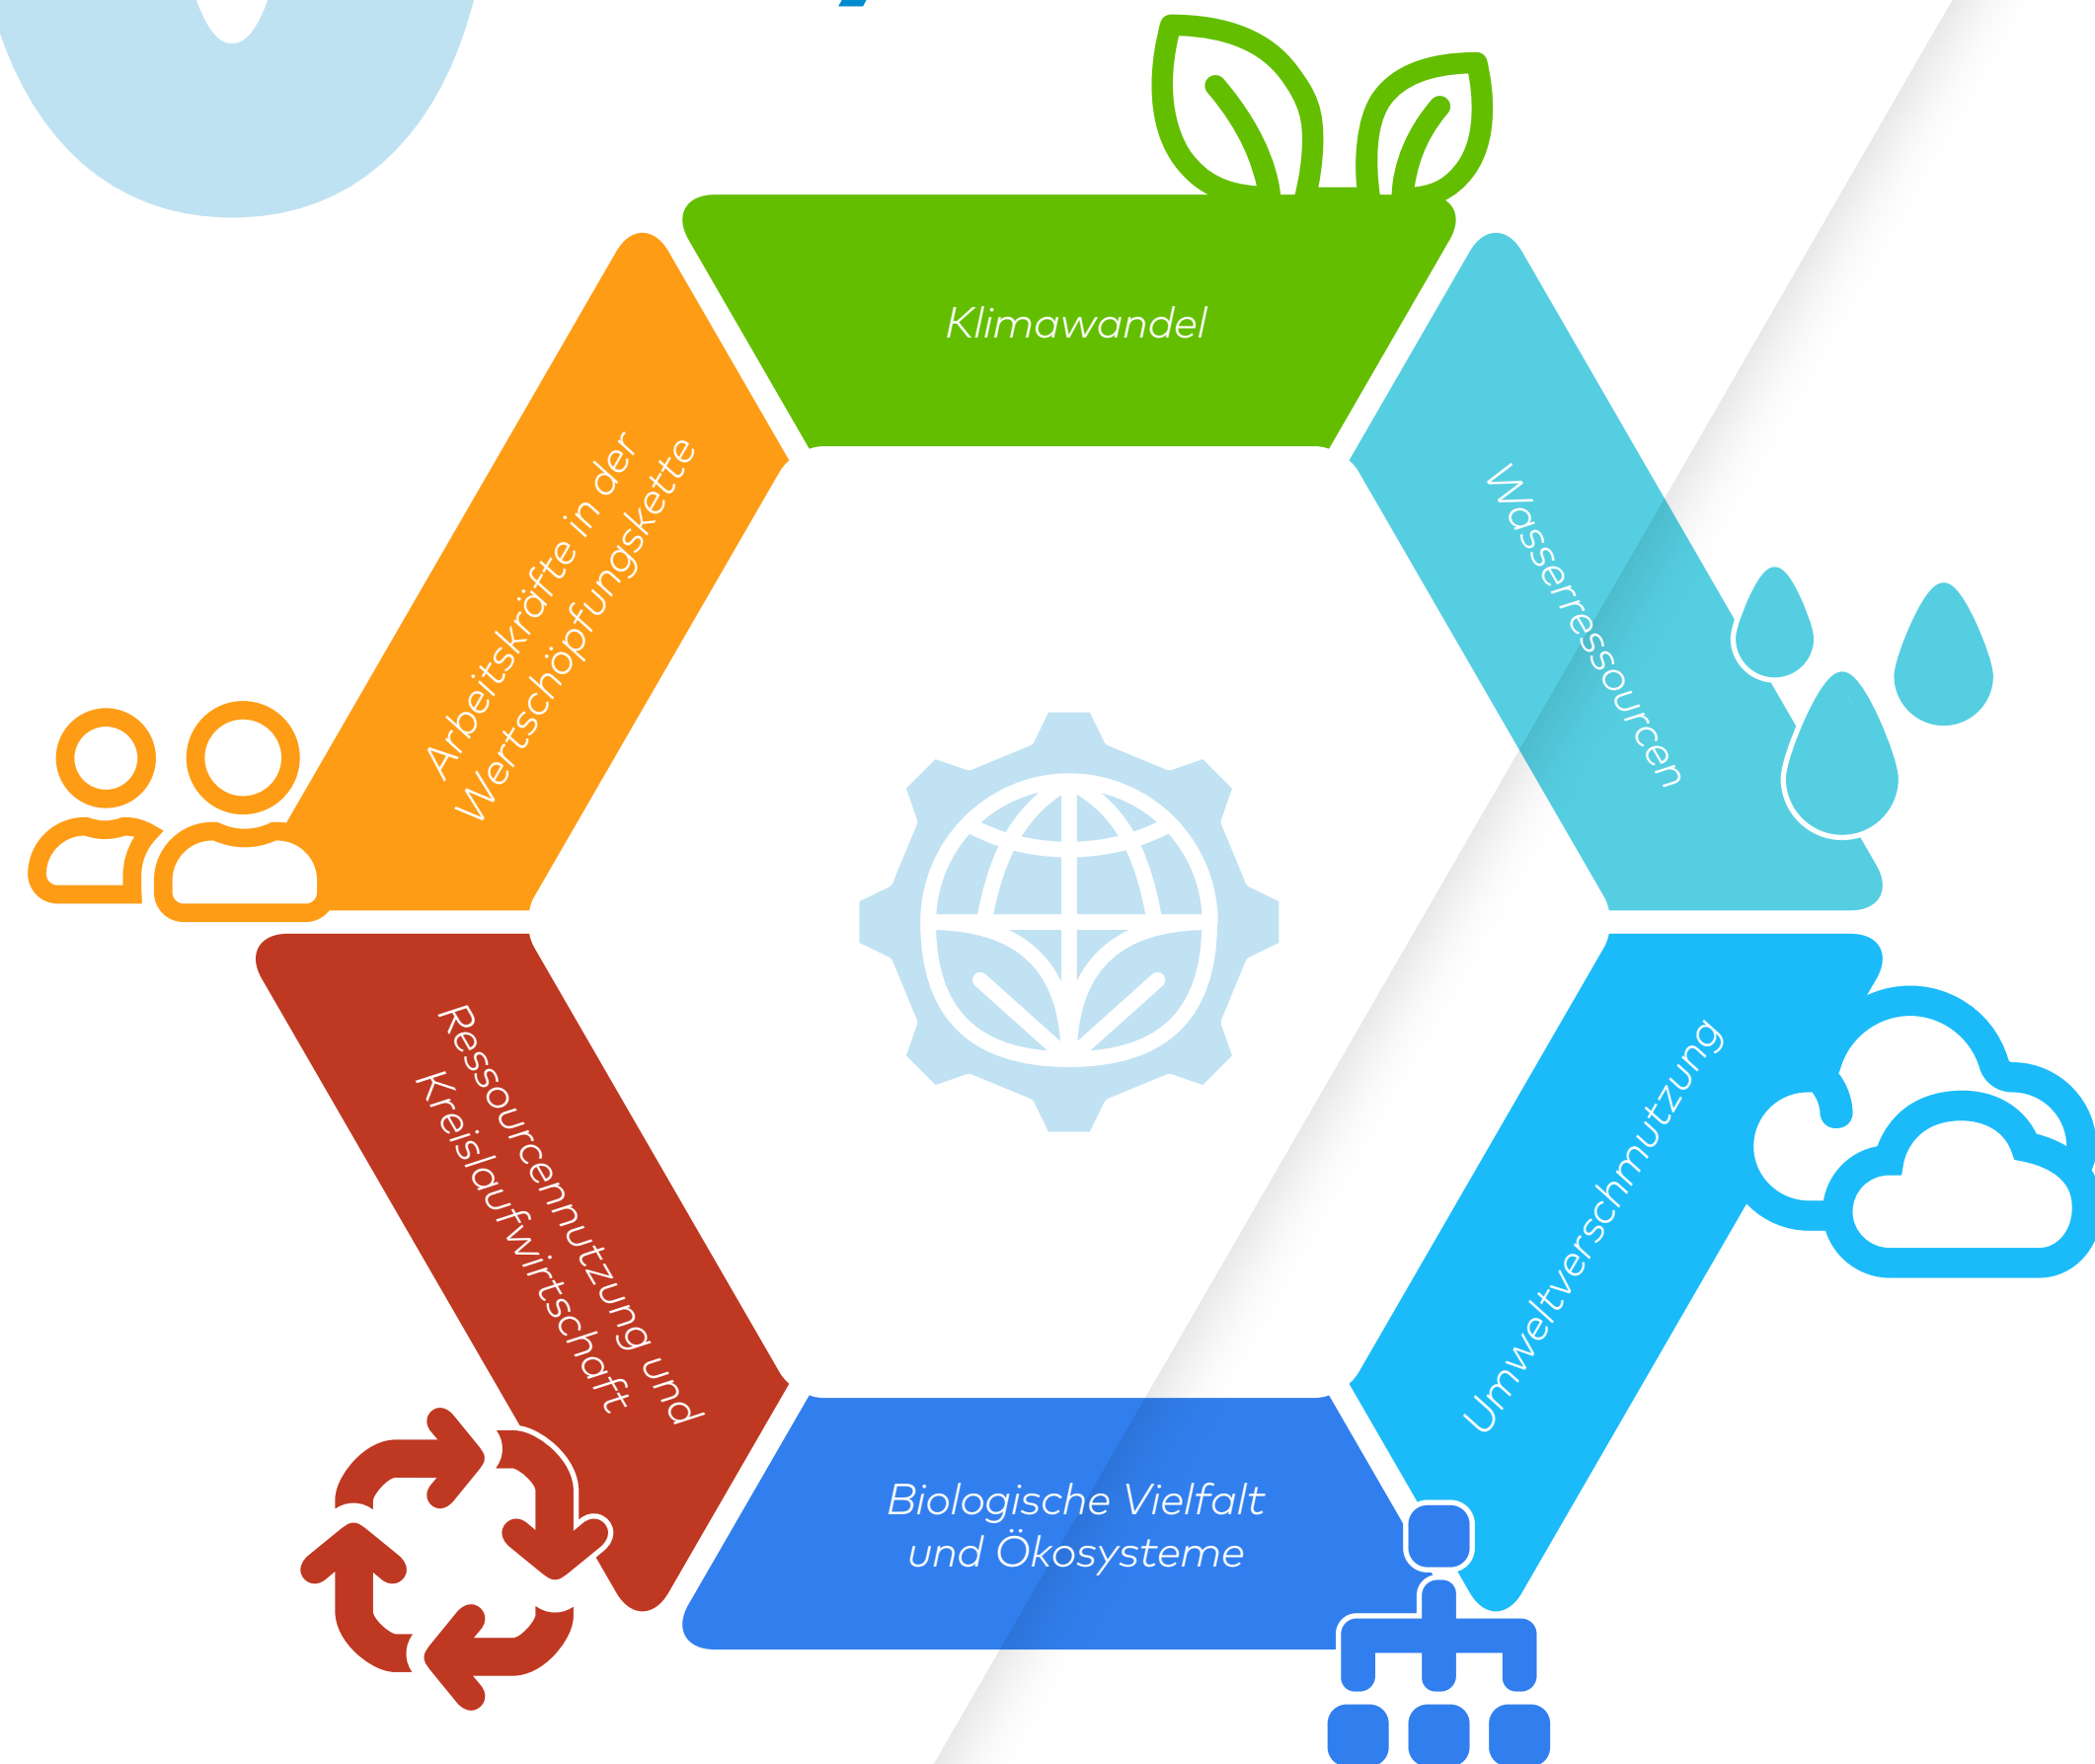 Klimawandel
Wasserressourcen
Umweltverschmutzung
Biologische Vielfalt
und Ökosysteme
Ressourcennutzung und
Kreislaufwirtschaft
Arbeitskräfte in der
Wertschöpfungskette